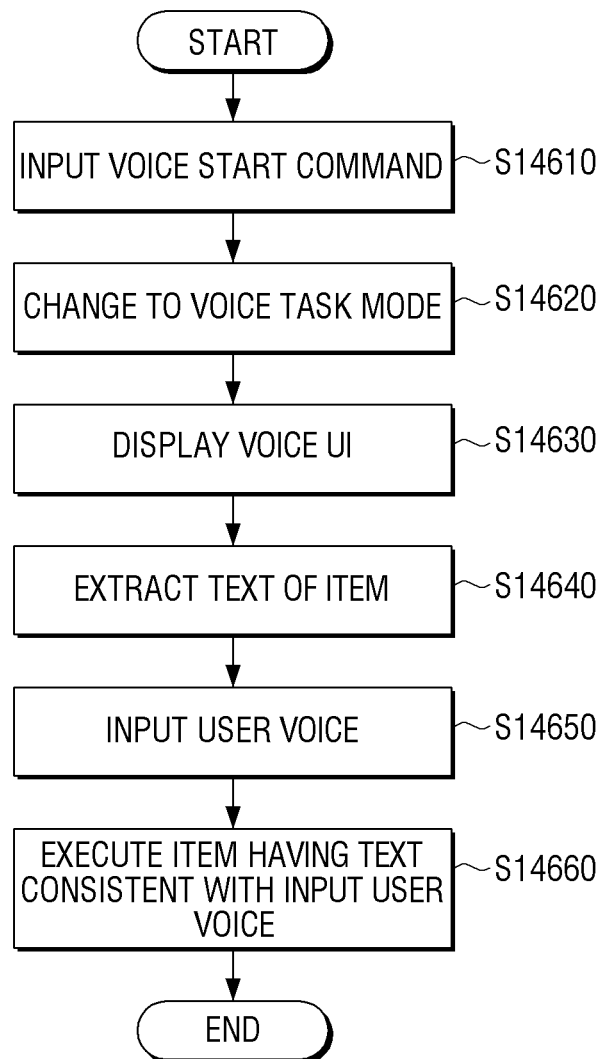 START
INPUT VOICE START COMMAND
S14610
CHANGE TO VOICE TASK MODE
S14620
DISPLAY VOICE UI
S14630
EXTRACT TEXT OF ITEM
S14640
INPUT USER VOICE
S14650
EXECUTE ITEM HAVING TEXT
CONSISTENT WITH INPUT USER
VOICE
S14660
END